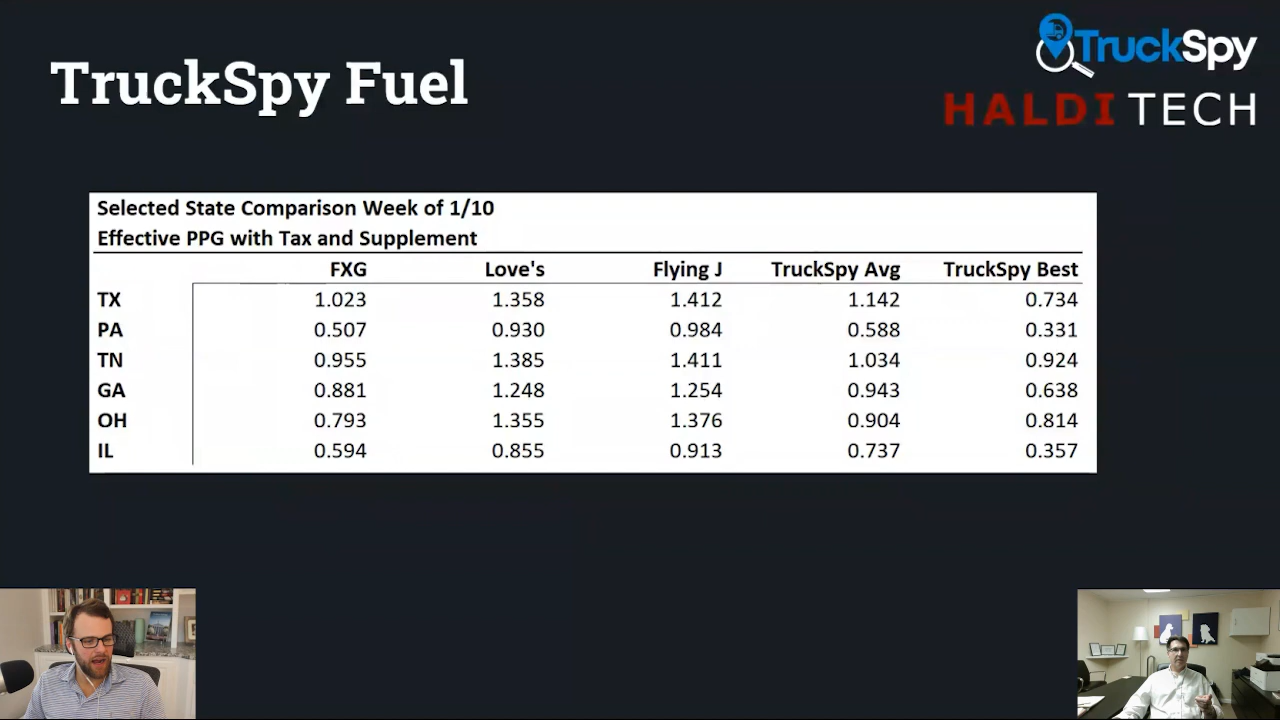 TruckSpy Fuel
TruckSpy
HALDI TECH
Selected State Comparison Week of 1/10
Effective PPG with Tax and Supplement
FXG Love's Flying J TruckSpy Avg TruckSpy Best
TX 1.023 1.358 1.412 1.142 0.734
PA 0.507 0.930 0.984 0.588 0.331
TN 0.955 1.385 1.411 1.034 0.924
GA 0.881 1.248 1.254 0.943 0.638
OH 0.793 1.355 1.376 0.904 0.814
IL 0.594 0.855 0.913 0.737 0.357